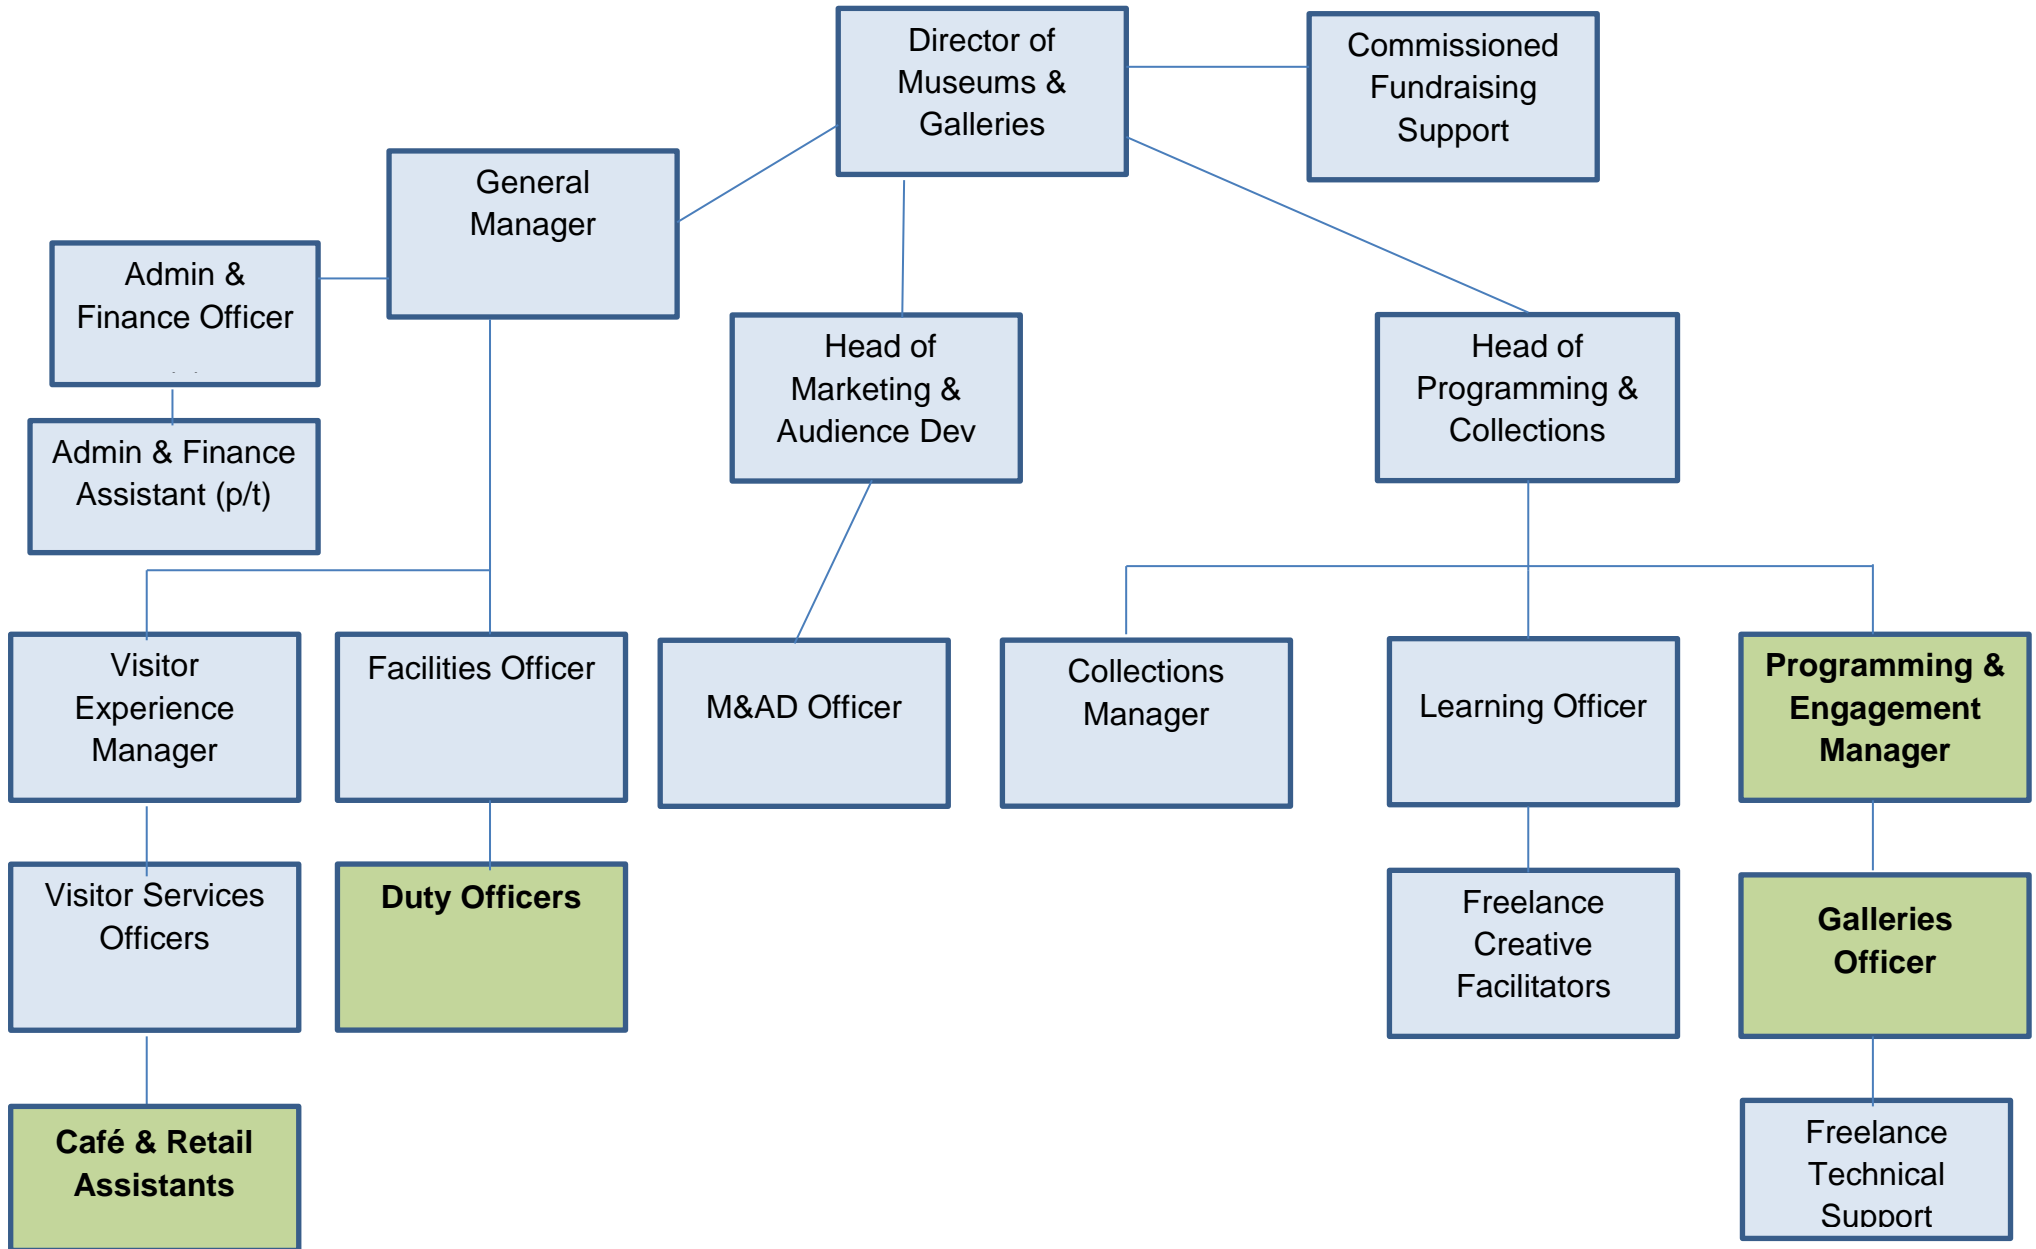 Director of
Museums &
Galleries
Commissioned
Fundraising
Support
General
Manager
Admin &
Finance Officer
Admin & Finance
Assistant (p/t)
Head of
Marketing &
Audience Dev
Head of
Programming &
Collections
Visitor
Experience
Manager
Facilities Officer
M&AD Officer
Collections
Manager
Learning Officer
Programming &
Engagement
Manager
Visitor Services
Officers
Duty Officers
Freelance
Creative
Facilitators
Galleries
Officer
Café & Retail
Assistants
Freelance
Technical
Support